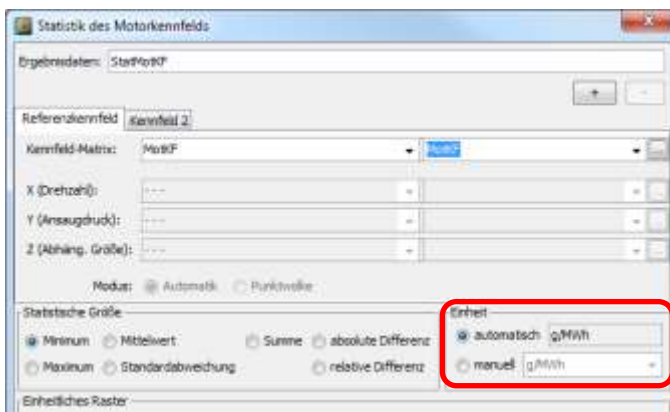 Statistik des Motorkennfelds
Ergebnisdaten: StatMotKF
+ -
Referenzkennfeld Kennfeld 2
Kennfeld-Matrix: MotKF MotKF ...
X (Drehzahl): --- ...
Y (Ansaugdruck): --- ...
Z (Abhäng. Größe): --- ...
Modus: Automatik Punktwolke
Statistische Größe Einheit
Minimum Mittelwert Summe absolute Differenz automatisch g/MWh
Maximum Standardabweichung relative Differenz manuell g/MWh
Einheitliches Raster